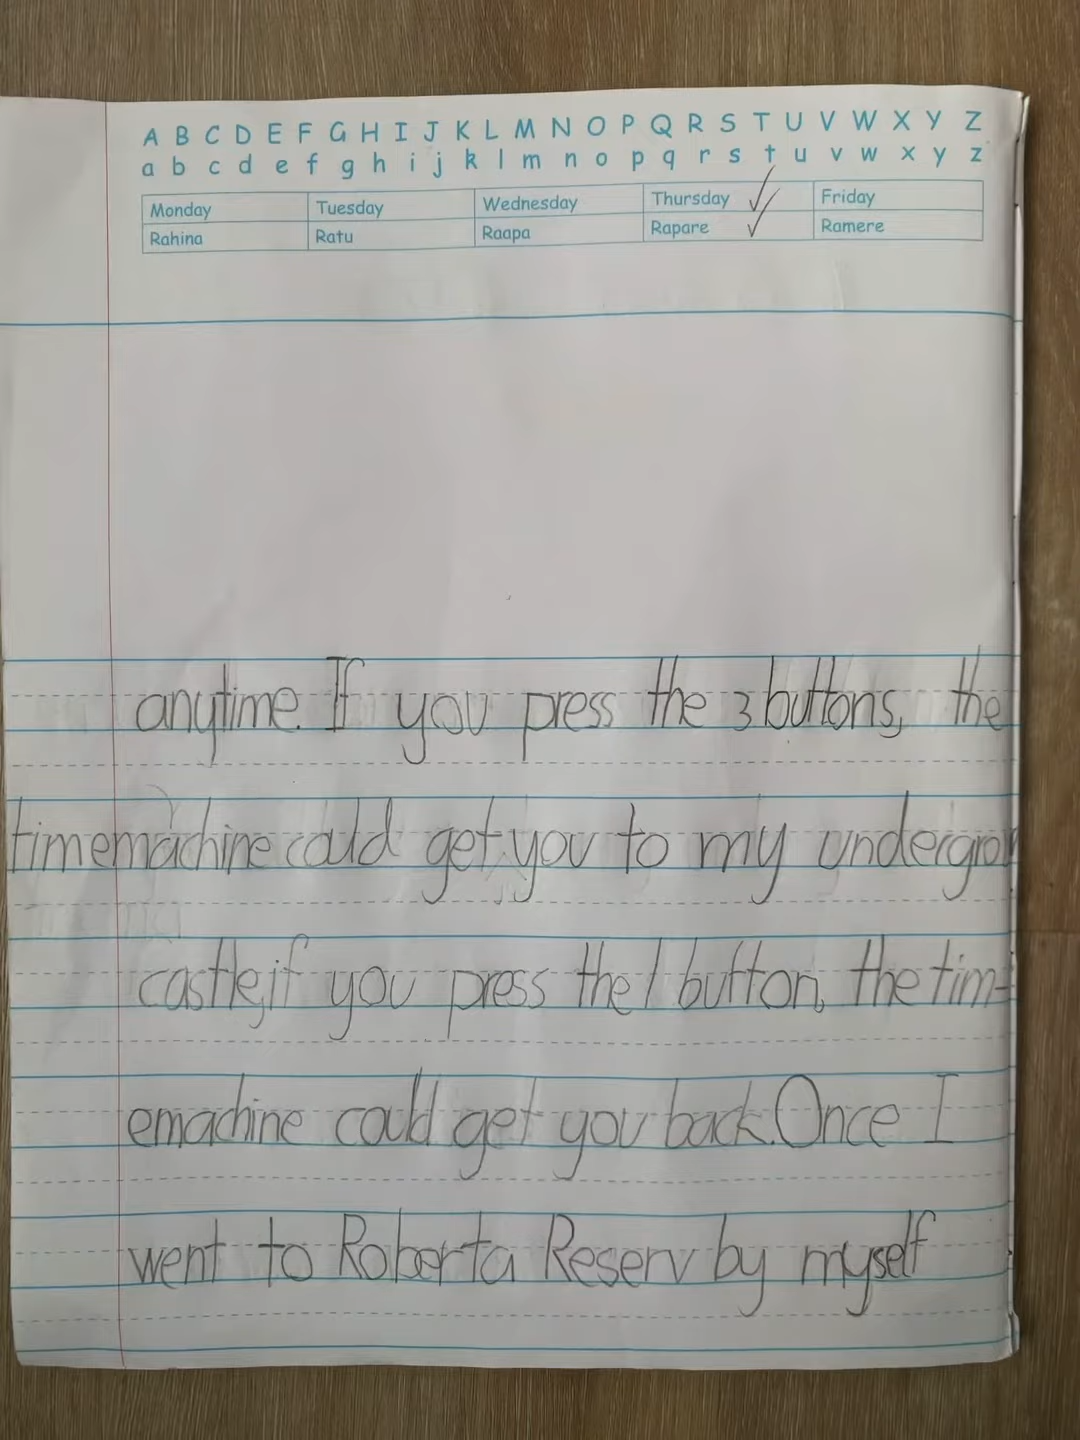 A B C D E F G H I J K L M N O P Q R S T U V W X Y Z
a b c d e f g h i j k l m n o p q r s t u v w x y z
Monday Tuesday Wednesday Thursday Friday
Rahina Ratu Raapa Rapare Ramere
anytime. If you press the 3 buttons, the
timemachine could get you to my undergrou
castle, if you press the 1 button, the tim-
emachine could get you back. Once I
went to Roberta Reserv by myself